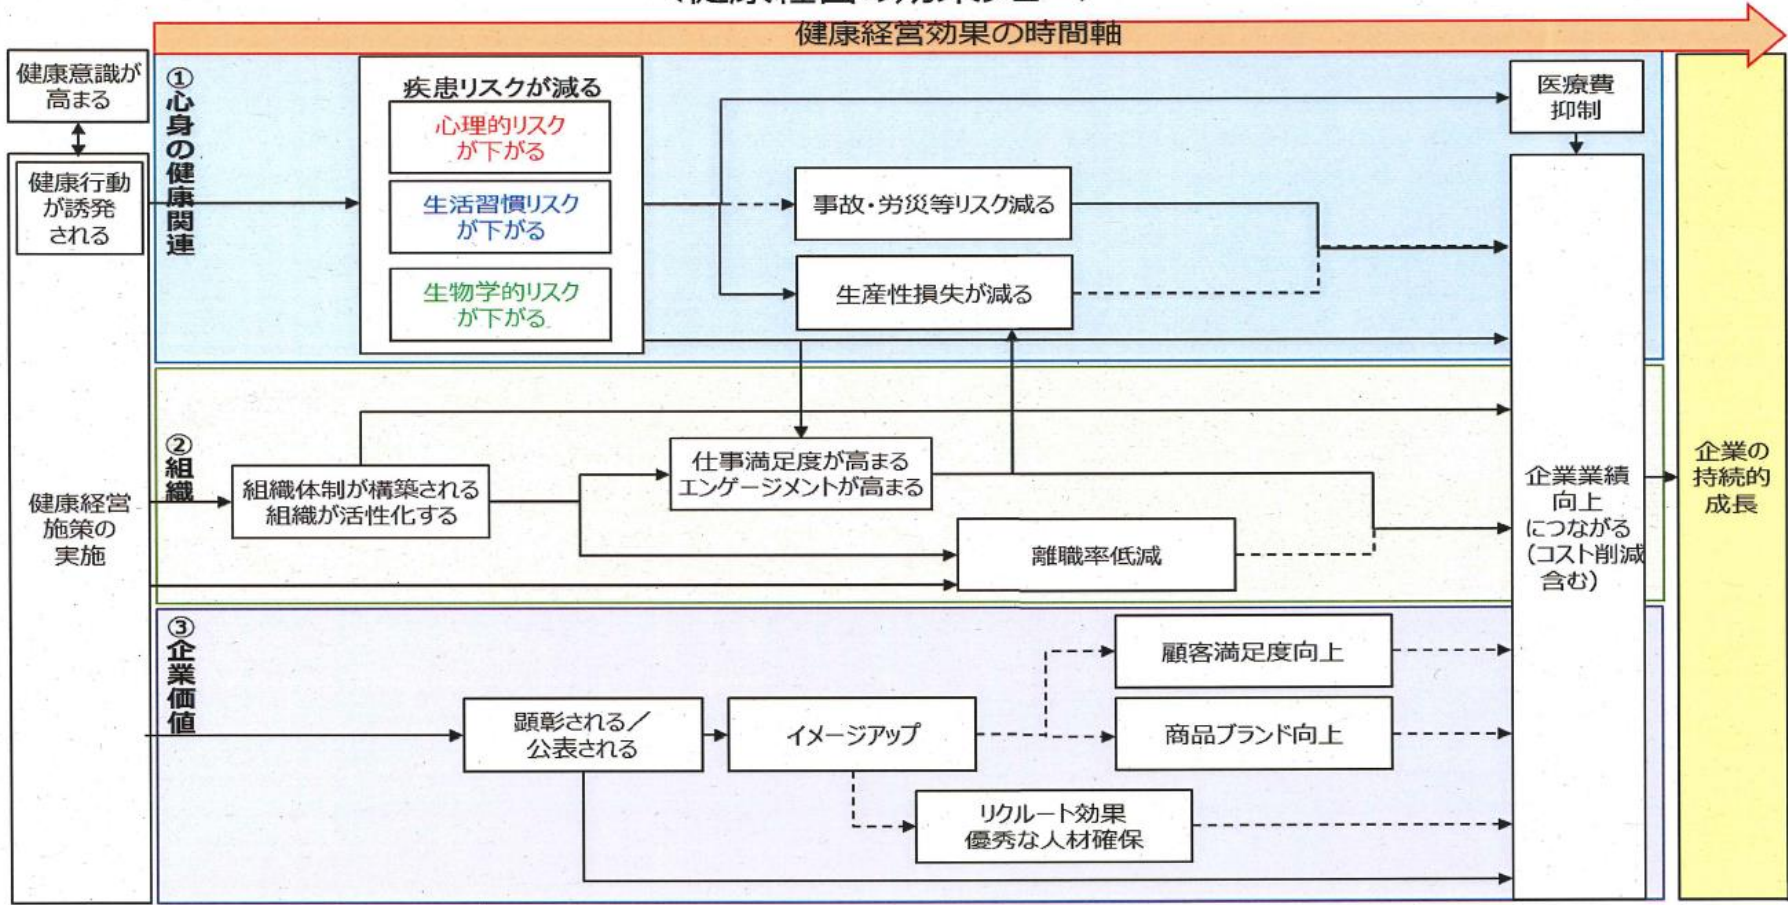 健康経営効果の時間軸
健康意識が
高まる
健康行動
が誘発
される
健康経営
施策の
実施
①心身の健康関連
疾患リスクが減る
心理的リスク
が下がる
生活習慣リスク
が下がる
生物学的リスク
が下がる
事故・労災等リスク減る
生産性損失が減る
医療費
抑制
②組織
組織体制が構築される
組織が活性化する
仕事満足度が高まる
エンゲージメントが高まる
離職率低減
③企業価値
顕彰される／
公表される
イメージアップ
顧客満足度向上
商品ブランド向上
リクルート効果
優秀な人材確保
企業業績
向上
につながる
（コスト削減
含む）
企業の
持続的
成長